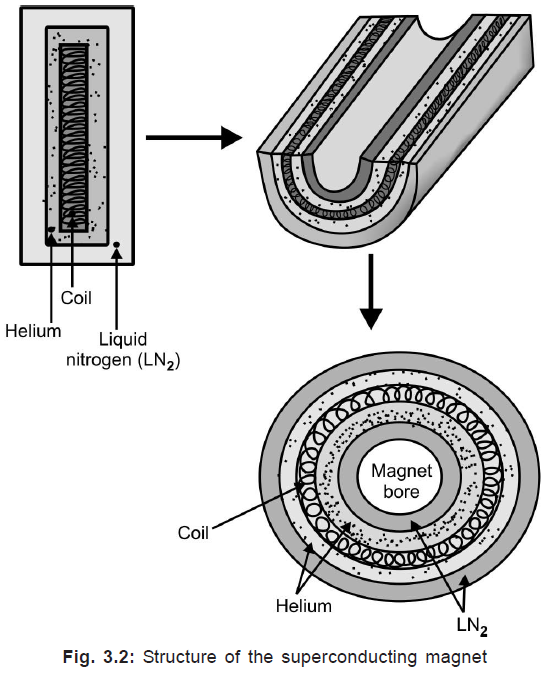 Coil
Helium
Liquid
nitrogen (LN₂)
Magnet
bore
Coil
Helium
LN₂
Fig. 3.2: Structure of the superconducting magnet